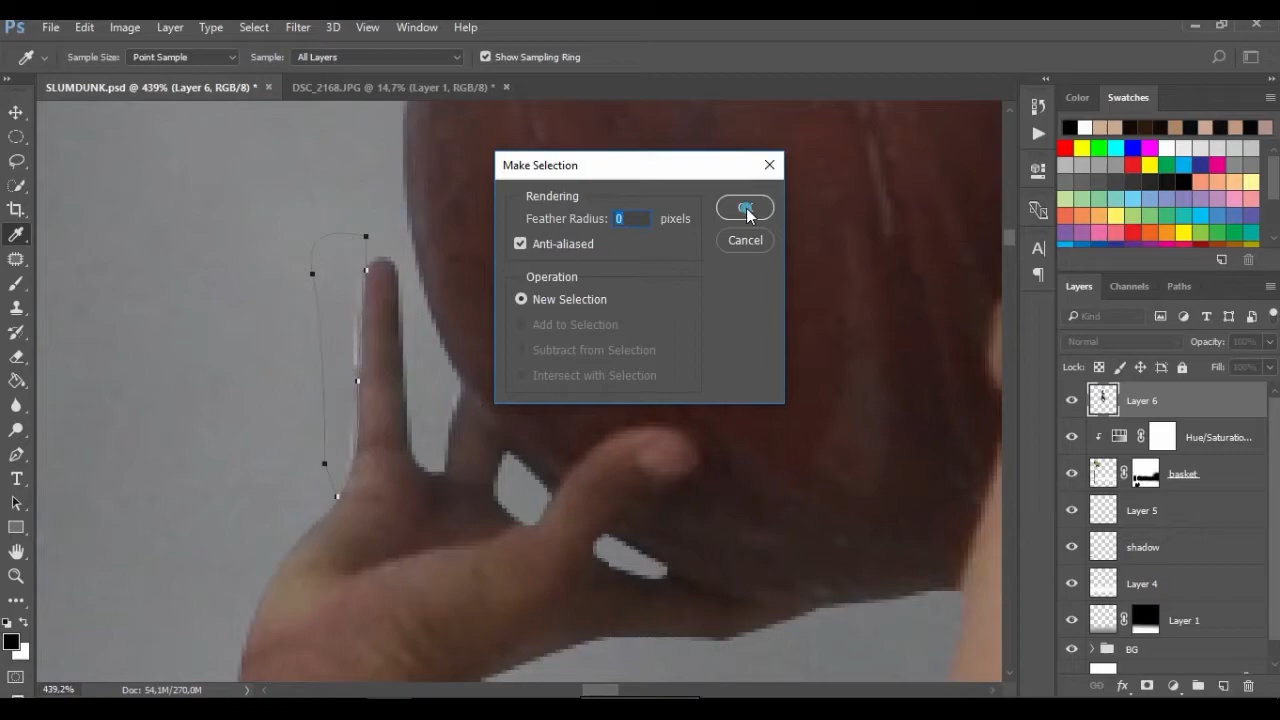 Ps File Edit Image Layer Type Select Filter 3D View Window Help
Sample Size: Point Sample Sample: All Layers Show Sampling Ring
SLUMDUNK.psd @ 439% (Layer 6, RGB/8) * DSC_2168.JPG @ 14,7% (Layer 1, RGB/8) *
Color Swatches
Make Selection
Rendering
Feather Radius: 0 pixels
OK
Anti-aliased
Cancel
Operation
New Selection
Add to Selection
Subtract from Selection
Intersect with Selection
Layers Channels Paths
Kind
Normal Opacity: 100%
Lock: Fill: 100%
Layer 6
Hue/Saturatio...
basket
Layer 5
shadow
Layer 4
Layer 1
BG
439,2% Doc: 54,1M/270,0M